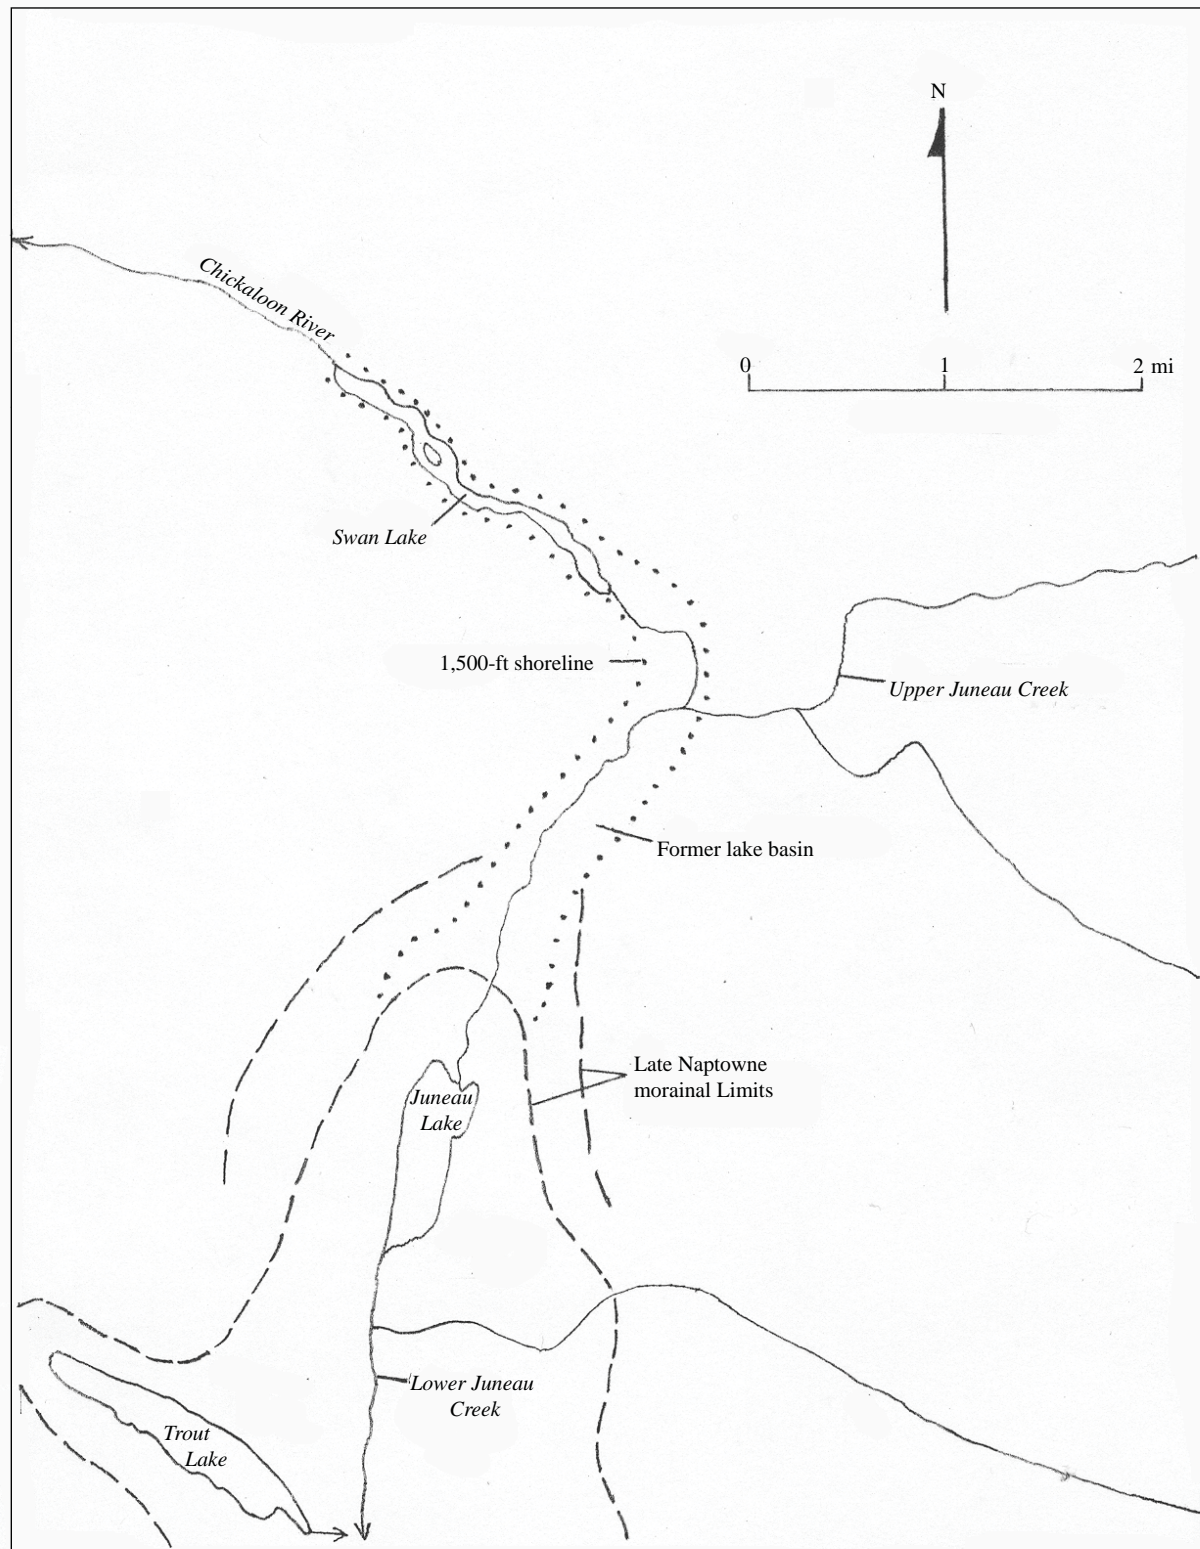 N
0 1 2 mi
Chickaloon River
Swan Lake
1,500-ft shoreline
Upper Juneau Creek
Former lake basin
Late Naptowne
morainal Limits
Juneau
Lake
Lower Juneau
Creek
Trout
Lake